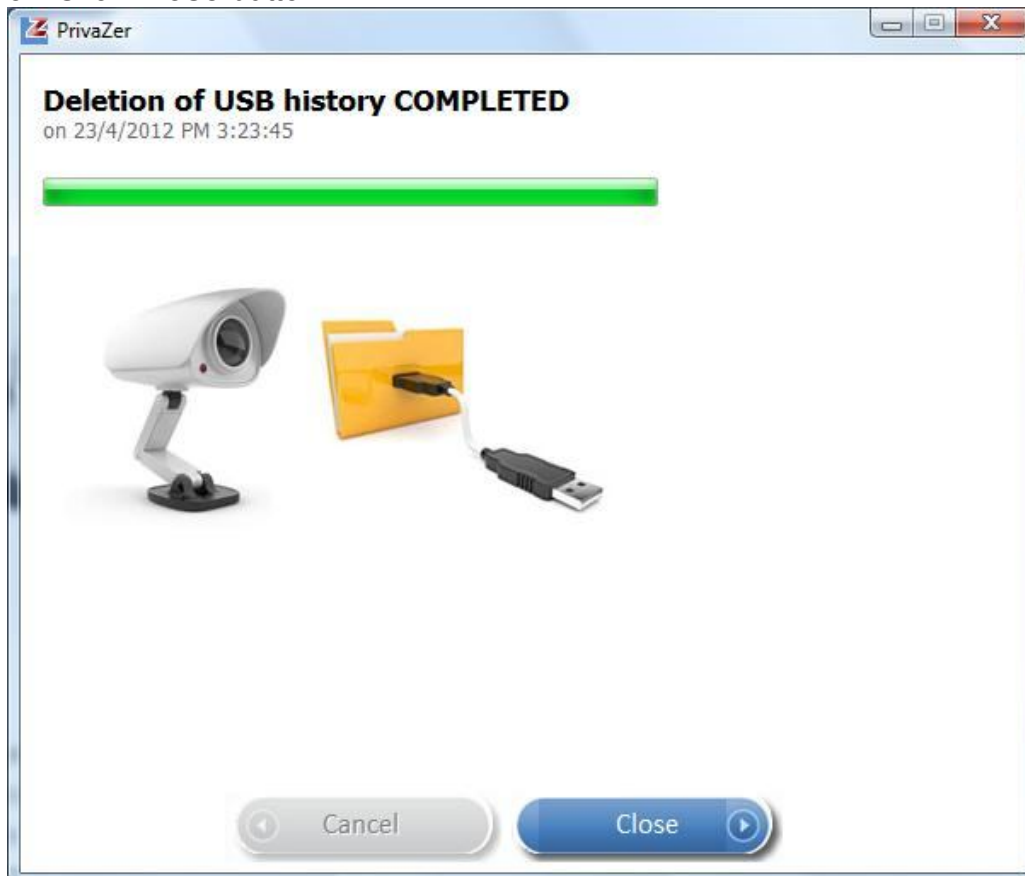 PrivaZer
Deletion of USB history COMPLETED
on 23/4/2012 PM 3:23:45
Cancel
Close